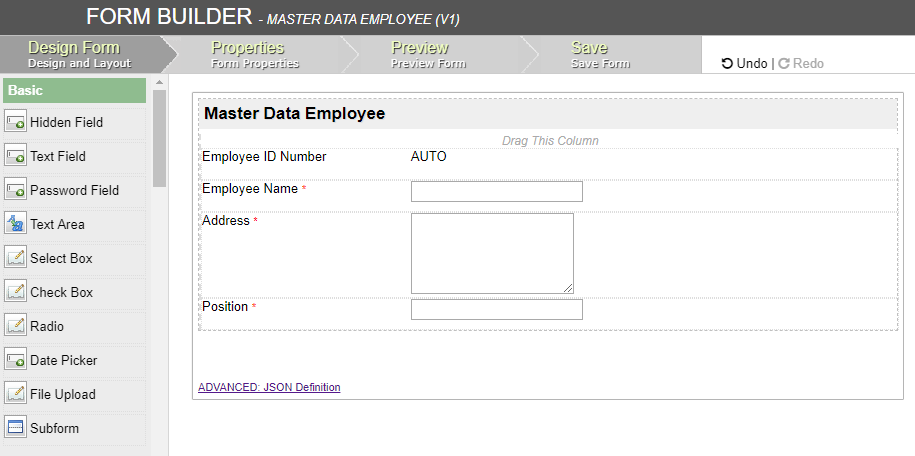 FORM BUILDER - MASTER DATA EMPLOYEE (V1)
Design Form
Design and Layout
Properties
Form Properties
Preview
Preview Form
Save
Save Form
Undo | Redo
Basic
Hidden Field
Text Field
Password Field
Text Area
Select Box
Check Box
Radio
Date Picker
File Upload
Subform
Master Data Employee
Drag This Column
Employee ID Number AUTO
Employee Name *
Address *
Position *
ADVANCED: JSON Definition